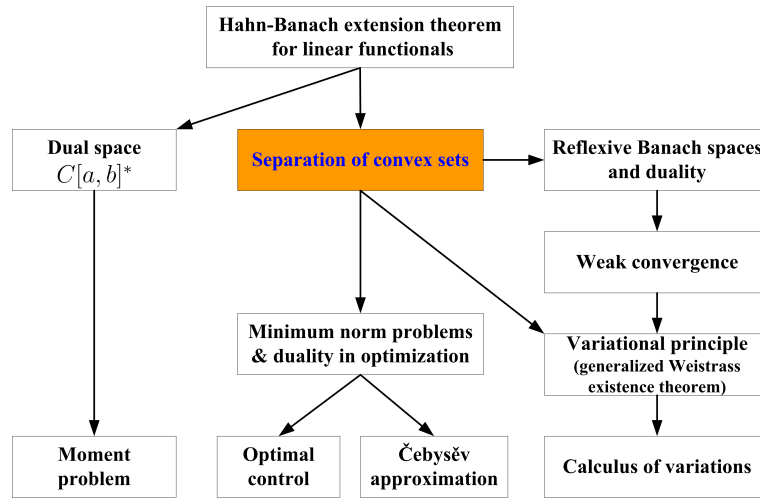 Hahn-Banach extension theorem
for linear functionals
Dual space
C[a, b]*
Separation of convex sets
Reflexive Banach spaces
and duality
Weak convergence
Minimum norm problems
& duality in optimization
Variational principle
(generalized Weistrass
existence theorem)
Moment
problem
Optimal
control
Čebysěv
approximation
Calculus of variations